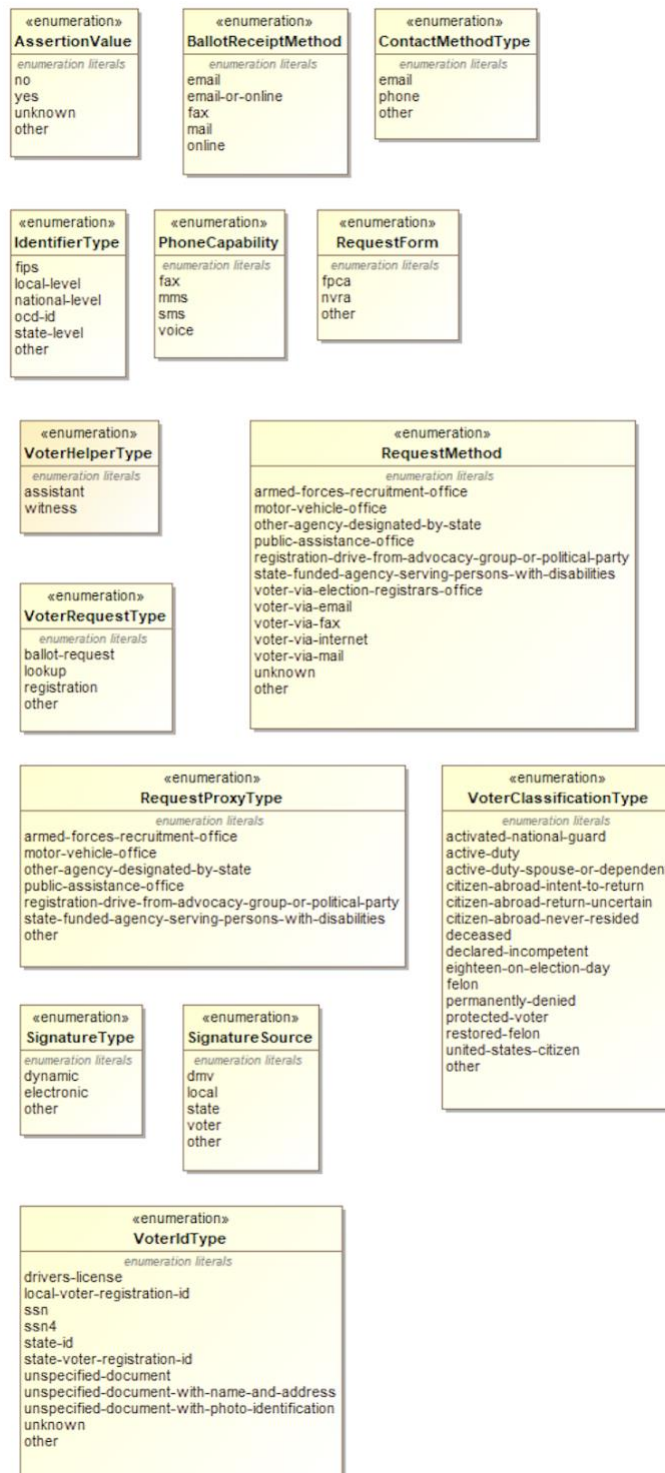 «enumeration»
AssertionValue
enumeration literals
no
yes
unknown
other
«enumeration»
BallotReceiptMethod
enumeration literals
email
email-or-online
fax
mail
online
«enumeration»
ContactMethodType
enumeration literals
email
phone
other
«enumeration»
IdentifierType
enumeration literals
fips
local-level
national-level
ocd-id
state-level
other
«enumeration»
PhoneCapability
enumeration literals
fax
mms
sms
voice
«enumeration»
RequestForm
enumeration literals
fpca
nvra
other
«enumeration»
VoterHelperType
enumeration literals
assistant
witness
«enumeration»
RequestMethod
enumeration literals
armed-forces-recruitment-office
motor-vehicle-office
other-agency-designated-by-state
public-assistance-office
registration-drive-from-advocacy-group-or-political-party
state-funded-agency-serving-persons-with-disabilities
voter-via-election-registrars-office
voter-via-email
voter-via-fax
voter-via-internet
voter-via-mail
unknown
other
«enumeration»
VoterRequestType
enumeration literals
ballot-request
lookup
registration
other
«enumeration»
RequestProxyType
enumeration literals
armed-forces-recruitment-office
motor-vehicle-office
other-agency-designated-by-state
public-assistance-office
registration-drive-from-advocacy-group-or-political-party
state-funded-agency-serving-persons-with-disabilities
other
«enumeration»
VoterClassificationType
enumeration literals
activated-national-guard
active-duty
active-duty-spouse-or-dependen
citizen-abroad-intent-to-return
citizen-abroad-return-uncertain
citizen-abroad-never-resided
deceased
declared-incompetent
eighteen-on-election-day
felon
permanently-denied
protected-voter
restored-felon
united-states-citizen
other
«enumeration»
SignatureType
enumeration literals
dynamic
electronic
other
«enumeration»
SignatureSource
enumeration literals
dmv
local
state
voter
other
«enumeration»
VoterIdType
enumeration literals
drivers-license
local-voter-registration-id
ssn
ssn4
state-id
state-voter-registration-id
unspecified-document
unspecified-document-with-name-and-address
unspecified-document-with-photo-identification
unknown
other